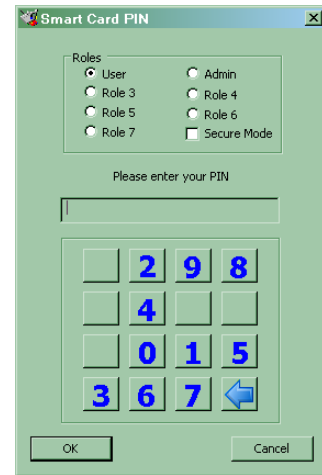 Smart Card PIN
Roles
User Admin
Role 3 Role 4
Role 5 Role 6
Role 7 Secure Mode
Please enter your PIN
2 9 8
4
0 1 5
3 6 7
OK Cancel